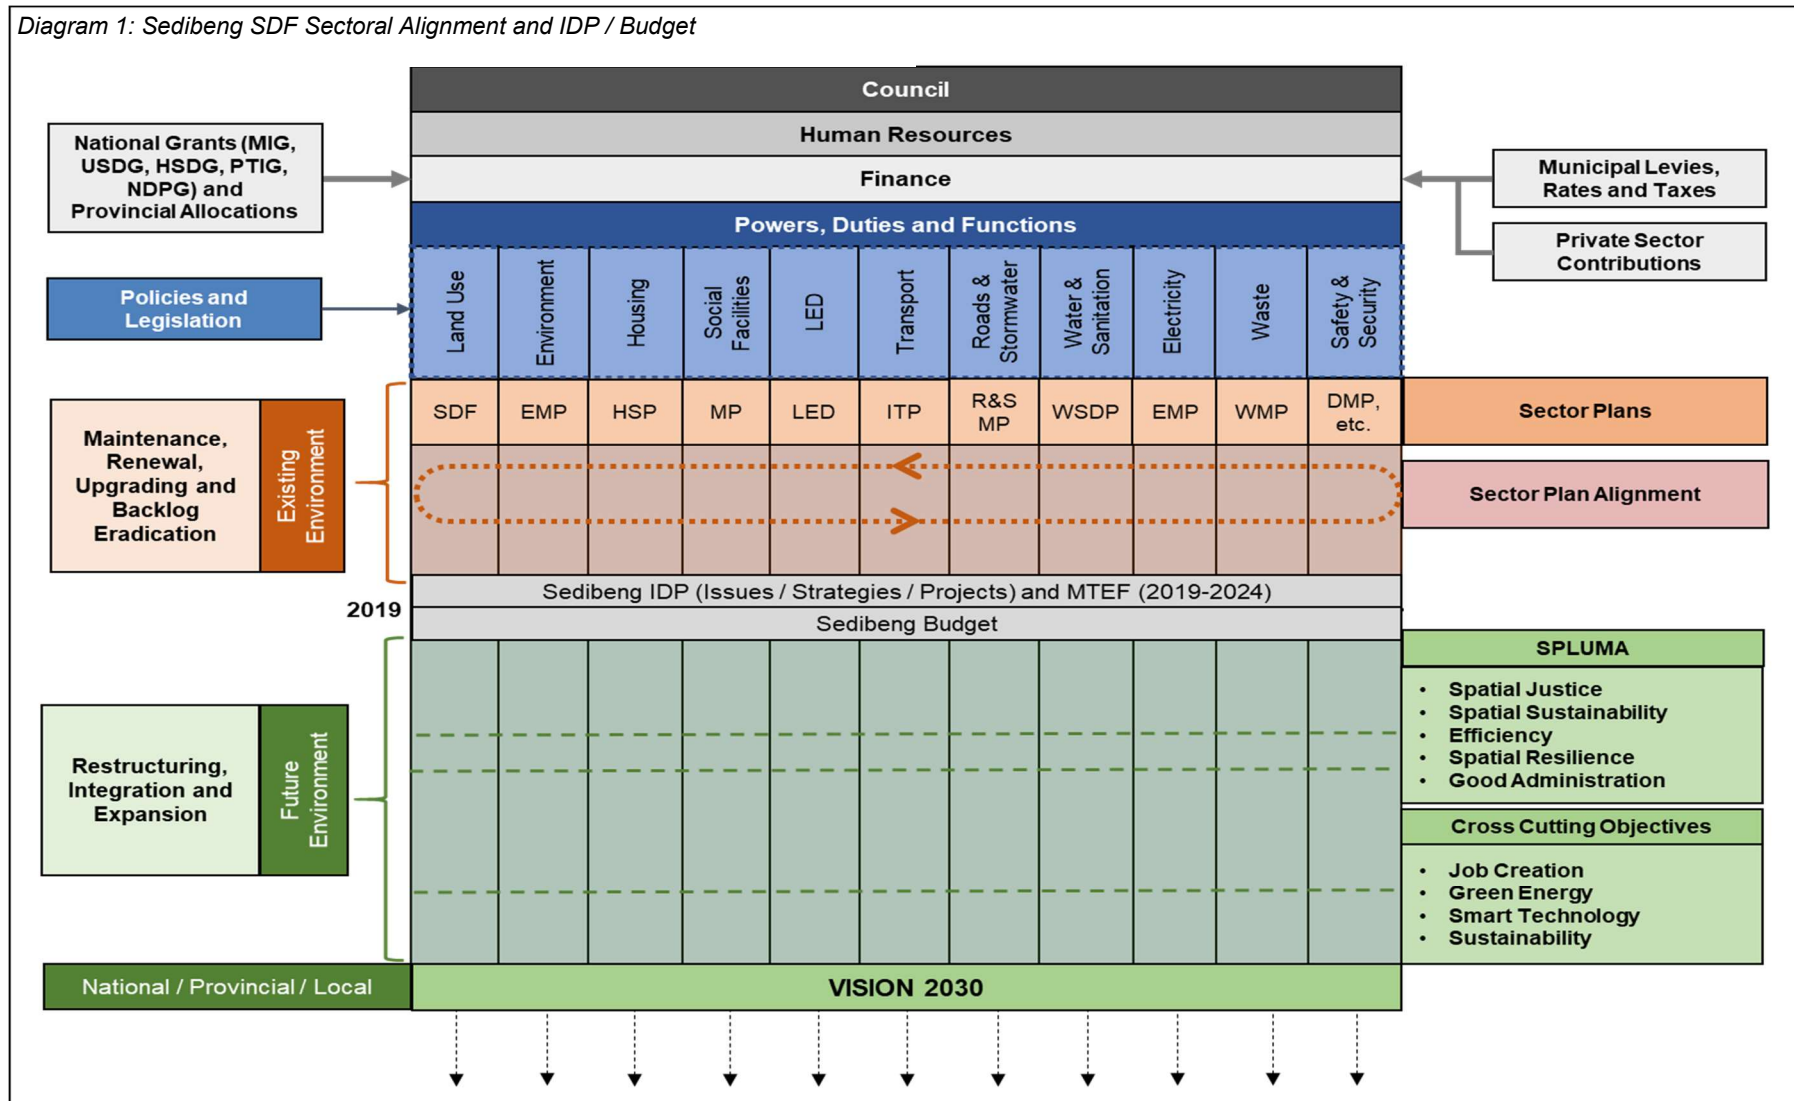 Diagram 1: Sedibeng SDF Sectoral Alignment and IDP / Budget
Council
Human Resources
Finance
Powers, Duties and Functions
National Grants (MIG,
USDG, HSDG, PTIG,
NDPG) and
Provincial Allocations
Municipal Levies,
Rates and Taxes
Private Sector
Contributions
Policies and
Legislation
Land Use
Environment
Housing
Social
Facilities
LED
Transport
Roads &
Stormwater
Water &
Sanitation
Electricity
Waste
Safety &
Security
SDF
EMP
HSP
MP
LED
ITP
R&S
MP
WSDP
EMP
WMP
DMP,
etc.
Sector Plans
Maintenance,
Renewal,
Upgrading and
Backlog
Eradication
Existing
Environment
Sector Plan Alignment
Sedibeng IDP (Issues / Strategies / Projects) and MTEF (2019-2024)
2019
Sedibeng Budget
SPLUMA
• Spatial Justice
• Spatial Sustainability
• Efficiency
• Spatial Resilience
• Good Administration
Restructuring,
Integration and
Expansion
Future
Environment
Cross Cutting Objectives
• Job Creation
• Green Energy
• Smart Technology
• Sustainability
National / Provincial / Local
VISION 2030